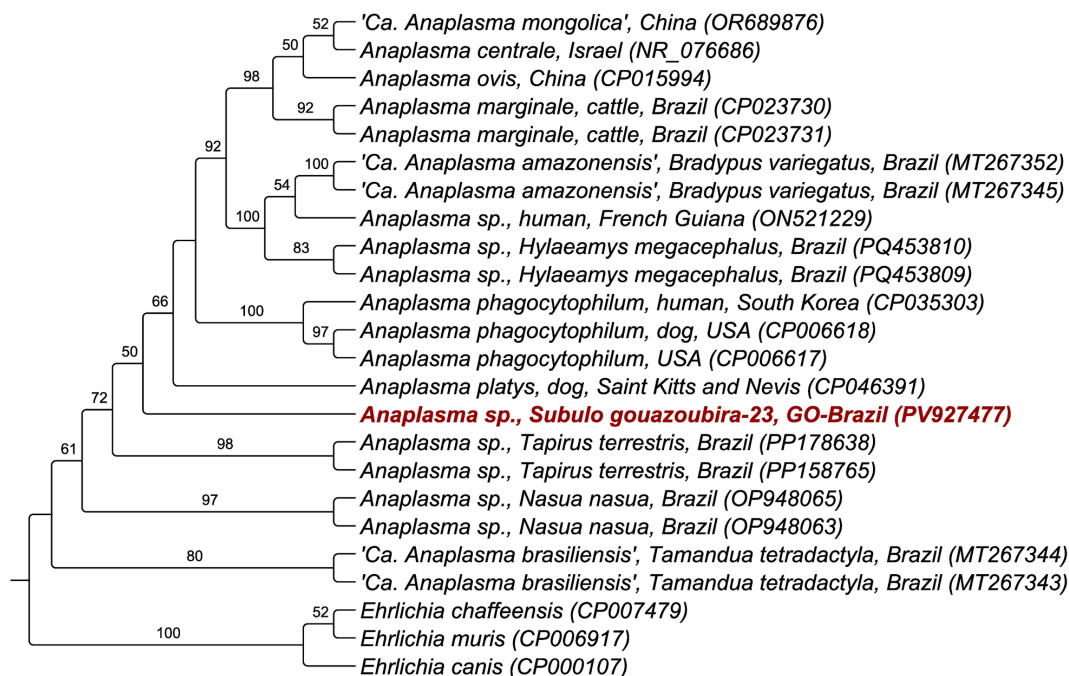 52 'Ca. Anaplasma mongolica', China (OR689876)
50 Anaplasma centrale, Israel (NR_076686)
98 Anaplasma ovis, China (CP015994)
92 Anaplasma marginale, cattle, Brazil (CP023730)
Anaplasma marginale, cattle, Brazil (CP023731)
92
100 'Ca. Anaplasma amazonensis', Bradypus variegatus, Brazil (MT267352)
54 'Ca. Anaplasma amazonensis', Bradypus variegatus, Brazil (MT267345)
100 Anaplasma sp., human, French Guiana (ON521229)
83 Anaplasma sp., Hylaeamys megacephalus, Brazil (PQ453810)
Anaplasma sp., Hylaeamys megacephalus, Brazil (PQ453809)
66 100 Anaplasma phagocytophilum, human, South Korea (CP035303)
97 Anaplasma phagocytophilum, dog, USA (CP006618)
50 Anaplasma phagocytophilum, USA (CP006617)
Anaplasma platys, dog, Saint Kitts and Nevis (CP046391)
72 Anaplasma sp., Subulo gouazoubira-23, GO-Brazil (PV927477)
61 98 Anaplasma sp., Tapirus terrestris, Brazil (PP178638)
Anaplasma sp., Tapirus terrestris, Brazil (PP158765)
97 Anaplasma sp., Nasua nasua, Brazil (OP948065)
Anaplasma sp., Nasua nasua, Brazil (OP948063)
80 'Ca. Anaplasma brasiliensis', Tamandua tetradactyla, Brazil (MT267344)
'Ca. Anaplasma brasiliensis', Tamandua tetradactyla, Brazil (MT267343)
52 Ehrlichia chaffeensis (CP007479)
100 Ehrlichia muris (CP006917)
Ehrlichia canis (CP000107)